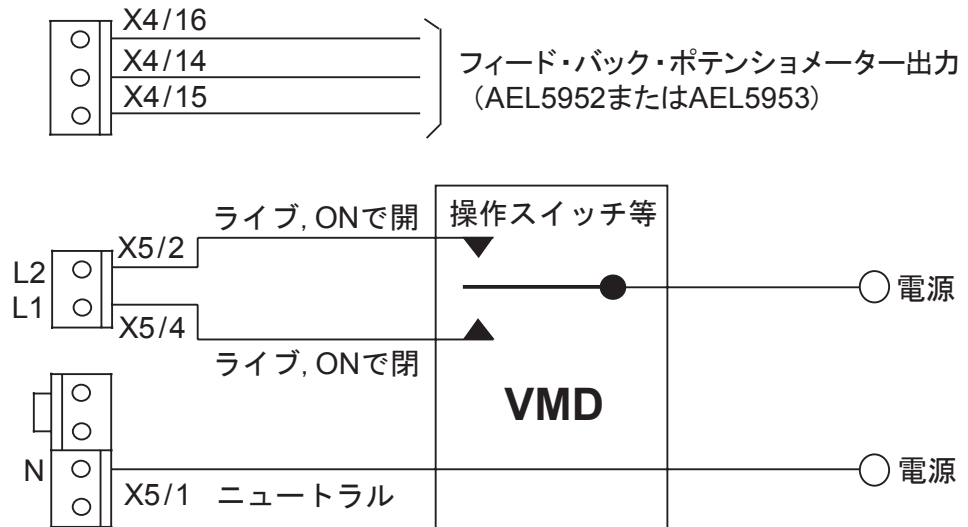 X4/16
X4/14
X4/15
フィード・バック・ポテンショメーター出力
（AEL5952またはAEL5953）
ライブ, ONで開
操作スイッチ等
X5/2
L2
L1
電源
X5/4
ライブ, ONで閉
VMD
N
電源
X5/1 ニュートラル